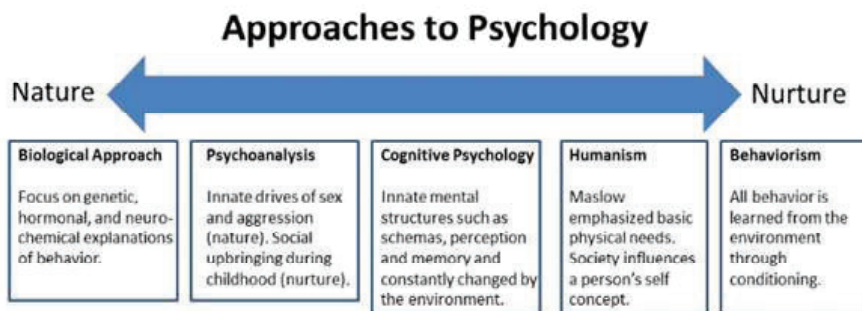 Approaches to Psychology
Nature
Nurture
Biological Approach
Focus on genetic,
hormonal, and neuro-
chemical explanations
of behavior.
Psychoanalysis
Innate drives of sex
and aggression
(nature). Social
upbringing during
childhood (nurture).
Cognitive Psychology
Innate mental
structures such as
schemas, perception
and memory and
constantly changed by
the environment.
Humanism
Maslow
emphasized basic
physical needs.
Society influences
a person's self
concept.
Behaviorism
All behavior is
learned from the
environment
through
conditioning.